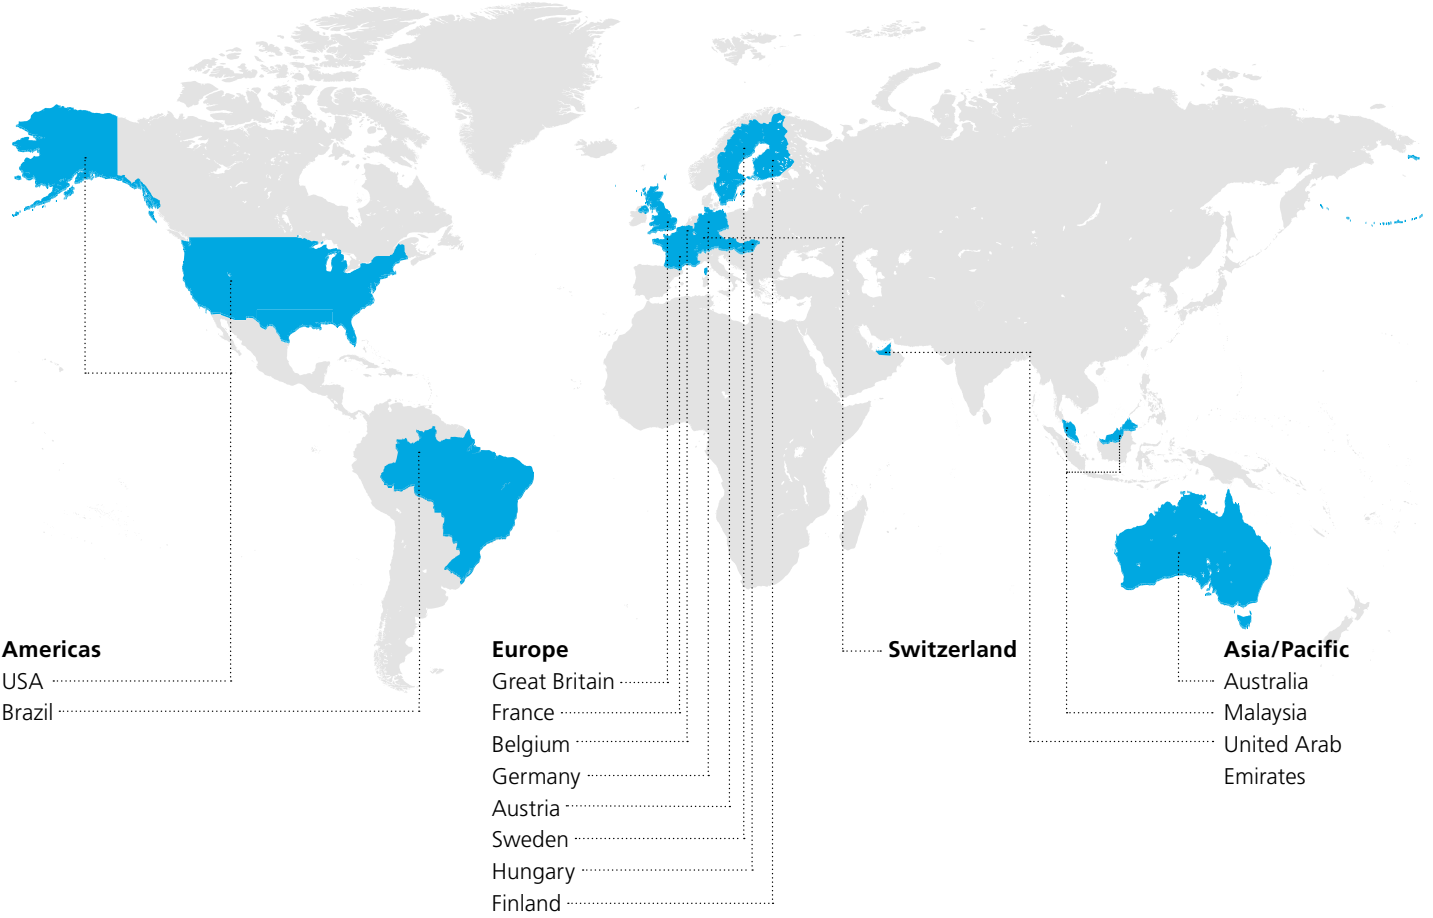 Americas
USA
Brazil
Europe
Great Britain
France
Belgium
Germany
Austria
Sweden
Hungary
Finland
Switzerland
Asia/Pacific
Australia
Malaysia
United Arab
Emirates